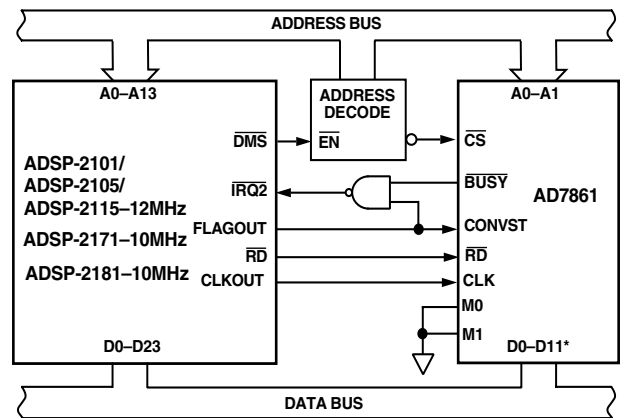 ADDRESS BUS
A0–A13
ADDRESS
DECODE
A0–A1
DMS
EN
CS
ADSP-2101/
ADSP-2105/
ADSP-2115–12MHz
ADSP-2171–10MHz
ADSP-2181–10MHz
IRQ2
BUSY
AD7861
FLAGOUT
CONVST
RD
RD
CLKOUT
CLK
M0
M1
D0–D23
D0–D11*
DATA BUS